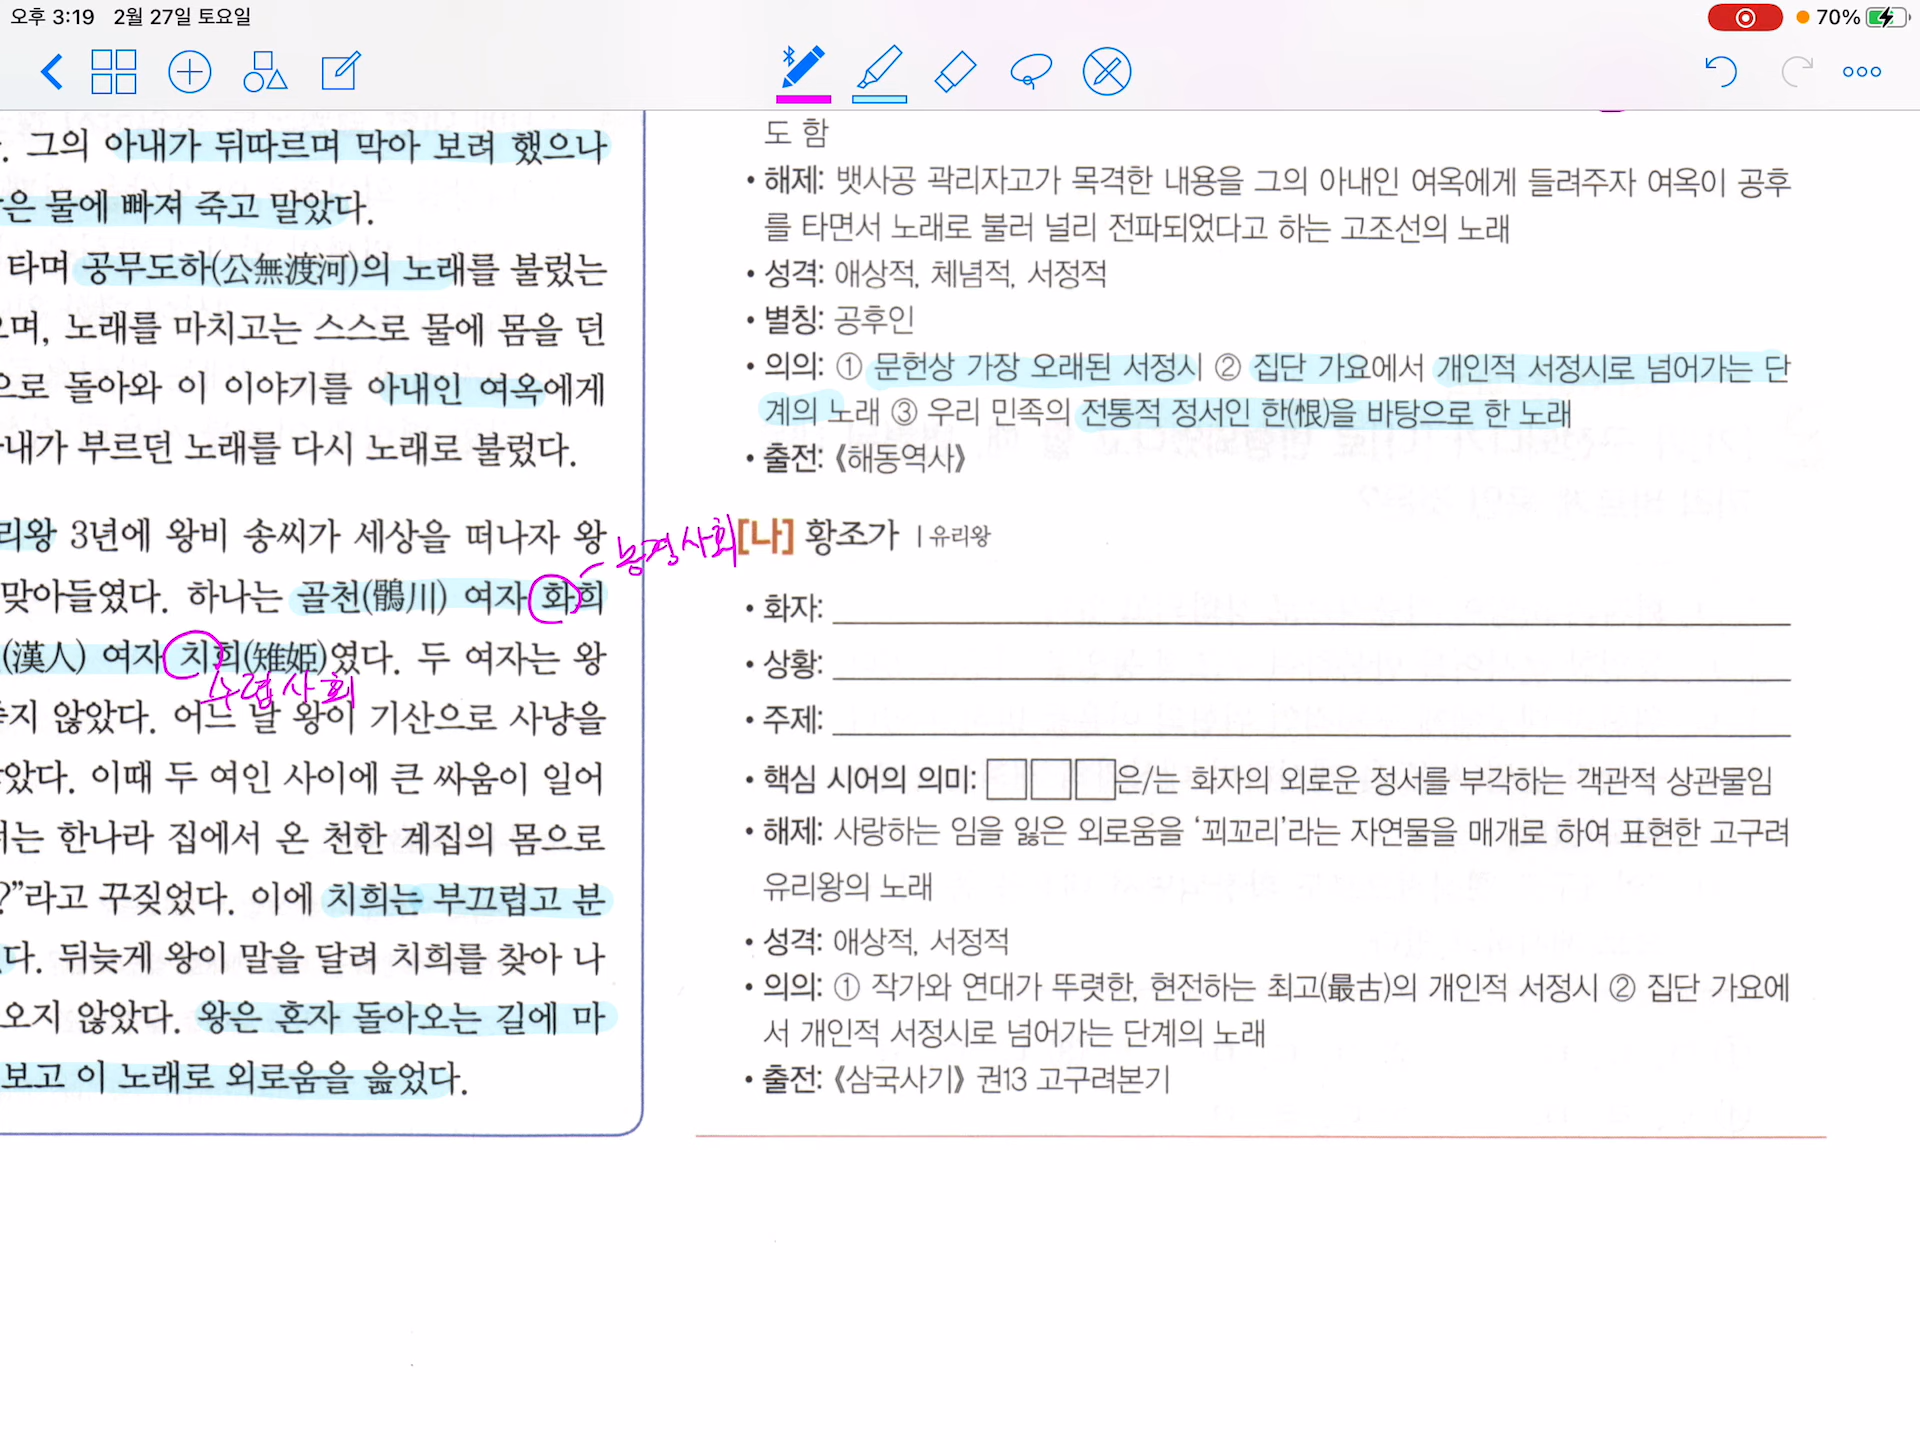 오후 3:19 2월 27일 토요일
70%
. 그의 아내가 뒤따르며 막아 보려 했으나
은 물에 빠져 죽고 말았다.
타며 공무도하(公無渡河)의 노래를 불렀는
며, 노래를 마치고는 스스로 물에 몸을 던
으로 돌아와 이 이야기를 아내인 여옥에게
내가 부르던 노래를 다시 노래로 불렀다.
리왕 3년에 왕비 송씨가 세상을 떠나자 왕
농경사회
맞아들였다. 하나는 골천(鶻川) 여자 화희
(漢人) 여자 치희(雉姬)였다. 두 여자는 왕
수렵사회
지 않았다. 어느 날 왕이 기산으로 사냥을
았다. 이때 두 여인 사이에 큰 싸움이 일어
는 한나라 집에서 온 천한 계집의 몸으로
?”라고 꾸짖었다. 이에 치희는 부끄럽고 분
다. 뒤늦게 왕이 말을 달려 치희를 찾아 나
오지 않았다. 왕은 혼자 돌아오는 길에 마
보고 이 노래로 외로움을 읊었다.
도 함
• 해제: 뱃사공 곽리자고가 목격한 내용을 그의 아내인 여옥에게 들려주자 여옥이 공후
를 타면서 노래로 불러 널리 전파되었다고 하는 고조선의 노래
• 성격: 애상적, 체념적, 서정적
• 별칭: 공후인
• 의의: ① 문헌상 가장 오래된 서정시 ② 집단 가요에서 개인적 서정시로 넘어가는 단
계의 노래 ③ 우리 민족의 전통적 정서인 한(恨)을 바탕으로 한 노래
• 출전: 《해동역사》
[나] 황조가 | 유리왕
• 화자:
• 상황:
• 주제:
• 핵심 시어의 의미: □□□은/는 화자의 외로운 정서를 부각하는 객관적 상관물임
• 해제: 사랑하는 임을 잃은 외로움을 ‘꾀꼬리’라는 자연물을 매개로 하여 표현한 고구려
유리왕의 노래
• 성격: 애상적, 서정적
• 의의: ① 작가와 연대가 뚜렷한, 현전하는 최고(最古)의 개인적 서정시 ② 집단 가요에
서 개인적 서정시로 넘어가는 단계의 노래
• 출전: 《삼국사기》 권13 고구려본기